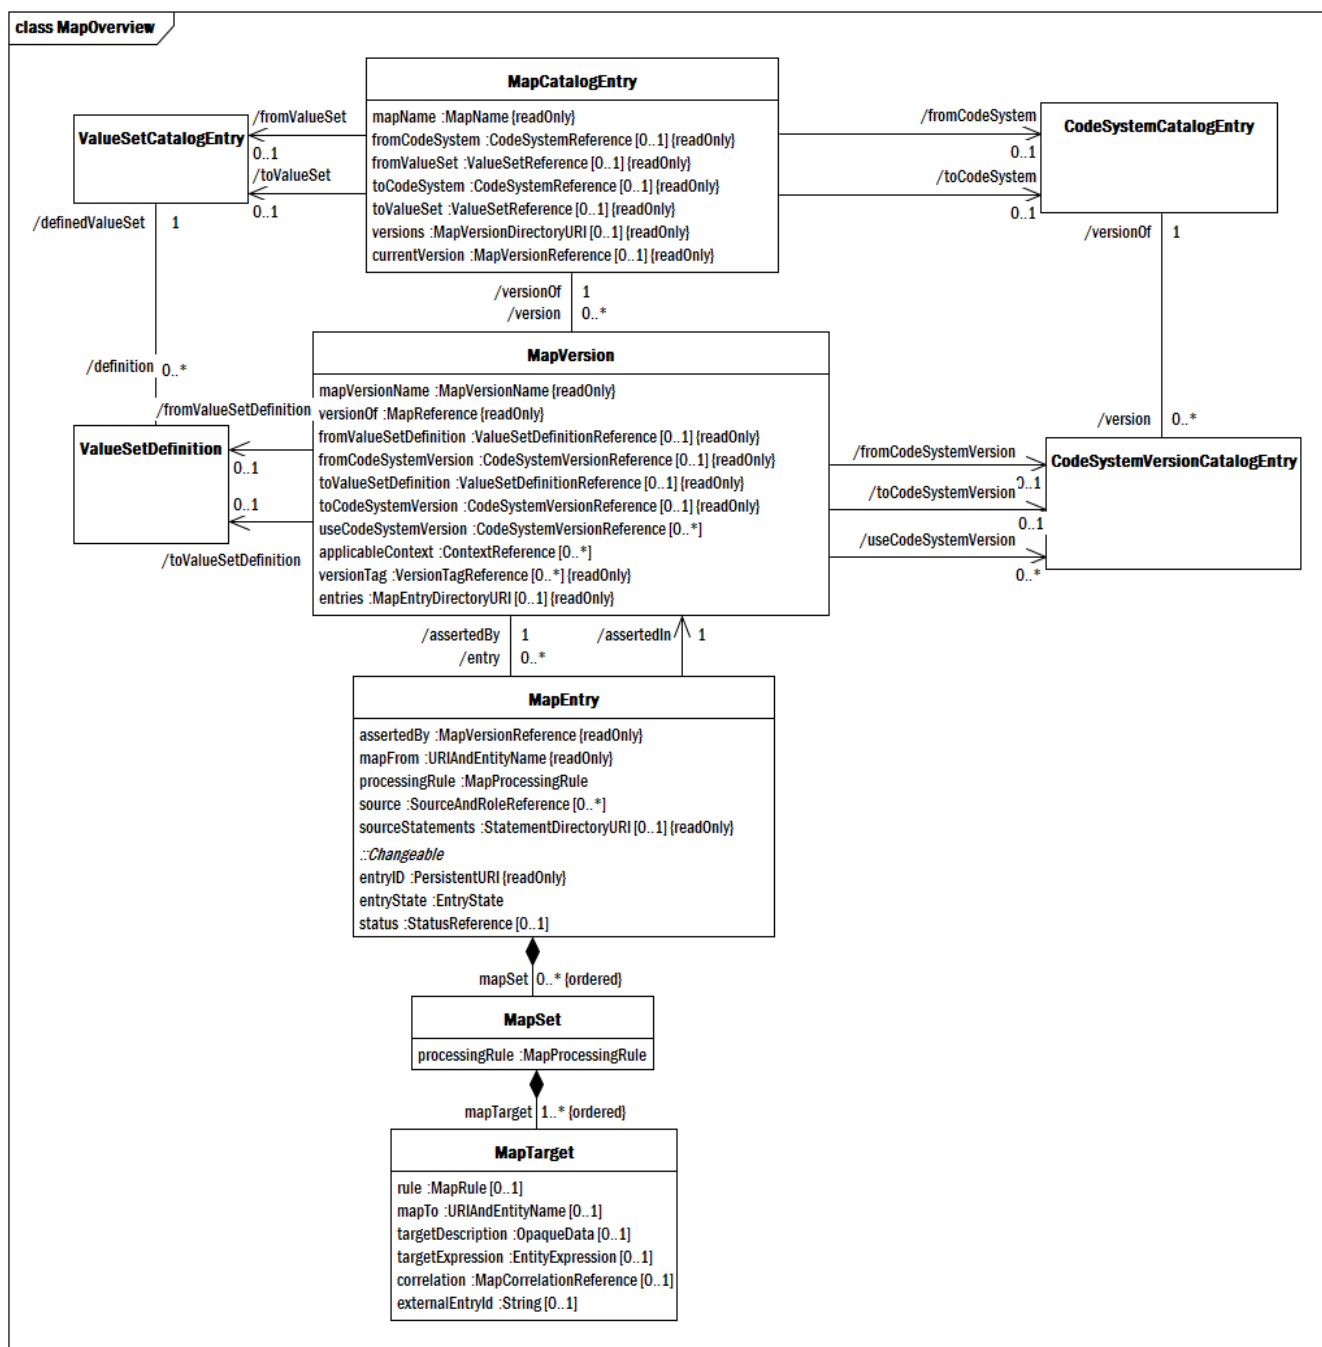 class MapOverview
MapCatalogEntry
mapName :MapName {readOnly}
fromCodeSystem :CodeSystemReference [0..1] {readOnly}
fromValueSet :ValueSetReference [0..1] {readOnly}
toCodeSystem :CodeSystemReference [0..1] {readOnly}
toValueSet :ValueSetReference [0..1] {readOnly}
versions :MapVersionDirectoryURI [0..1] {readOnly}
currentVersion :MapVersionReference [0..1] {readOnly}
/fromValueSet
0..1
/toValueSet
0..1
ValueSetCatalogEntry
/definedValueSet 1
/fromCodeSystem
0..1
/toCodeSystem
0..1
CodeSystemCatalogEntry
/versionOf 1
/versionOf 1
/version 0..*
/definition 0..*
MapVersion
mapVersionName :MapVersionName {readOnly}
versionOf :MapReference {readOnly}
fromValueSetDefinition :ValueSetDefinitionReference [0..1] {readOnly}
fromCodeSystemVersion :CodeSystemVersionReference [0..1] {readOnly}
toValueSetDefinition :ValueSetDefinitionReference [0..1] {readOnly}
toCodeSystemVersion :CodeSystemVersionReference [0..1] {readOnly}
useCodeSystemVersion :CodeSystemVersionReference [0..*]
applicableContext :ContextReference [0..*]
versionTag :VersionTagReference [0..*] {readOnly}
entries :MapEntryDirectoryURI [0..1] {readOnly}
/fromValueSetDefinition
ValueSetDefinition
0..1
0..1
/toValueSetDefinition
/version 0..*
CodeSystemVersionCatalogEntry
/fromCodeSystemVersion
0..1
/toCodeSystemVersion
0..1
/useCodeSystemVersion
0..*
/assertedBy 1
/entry 0..*
/assertedIn 1
MapEntry
assertedBy :MapVersionReference {readOnly}
mapFrom :URIAndEntityName {readOnly}
processingRule :MapProcessingRule
source :SourceAndRoleReference [0..*]
sourceStatements :StatementDirectoryURI [0..1] {readOnly}
::Changeable
entryID :PersistentURI {readOnly}
entryState :EntryState
status :StatusReference [0..1]
mapSet 0..* {ordered}
MapSet
processingRule :MapProcessingRule
mapTarget 1..* {ordered}
MapTarget
rule :MapRule [0..1]
mapTo :URIAndEntityName [0..1]
targetDescription :OpaqueData [0..1]
targetExpression :EntityExpression [0..1]
correlation :MapCorrelationReference [0..1]
externalEntryId :String [0..1]